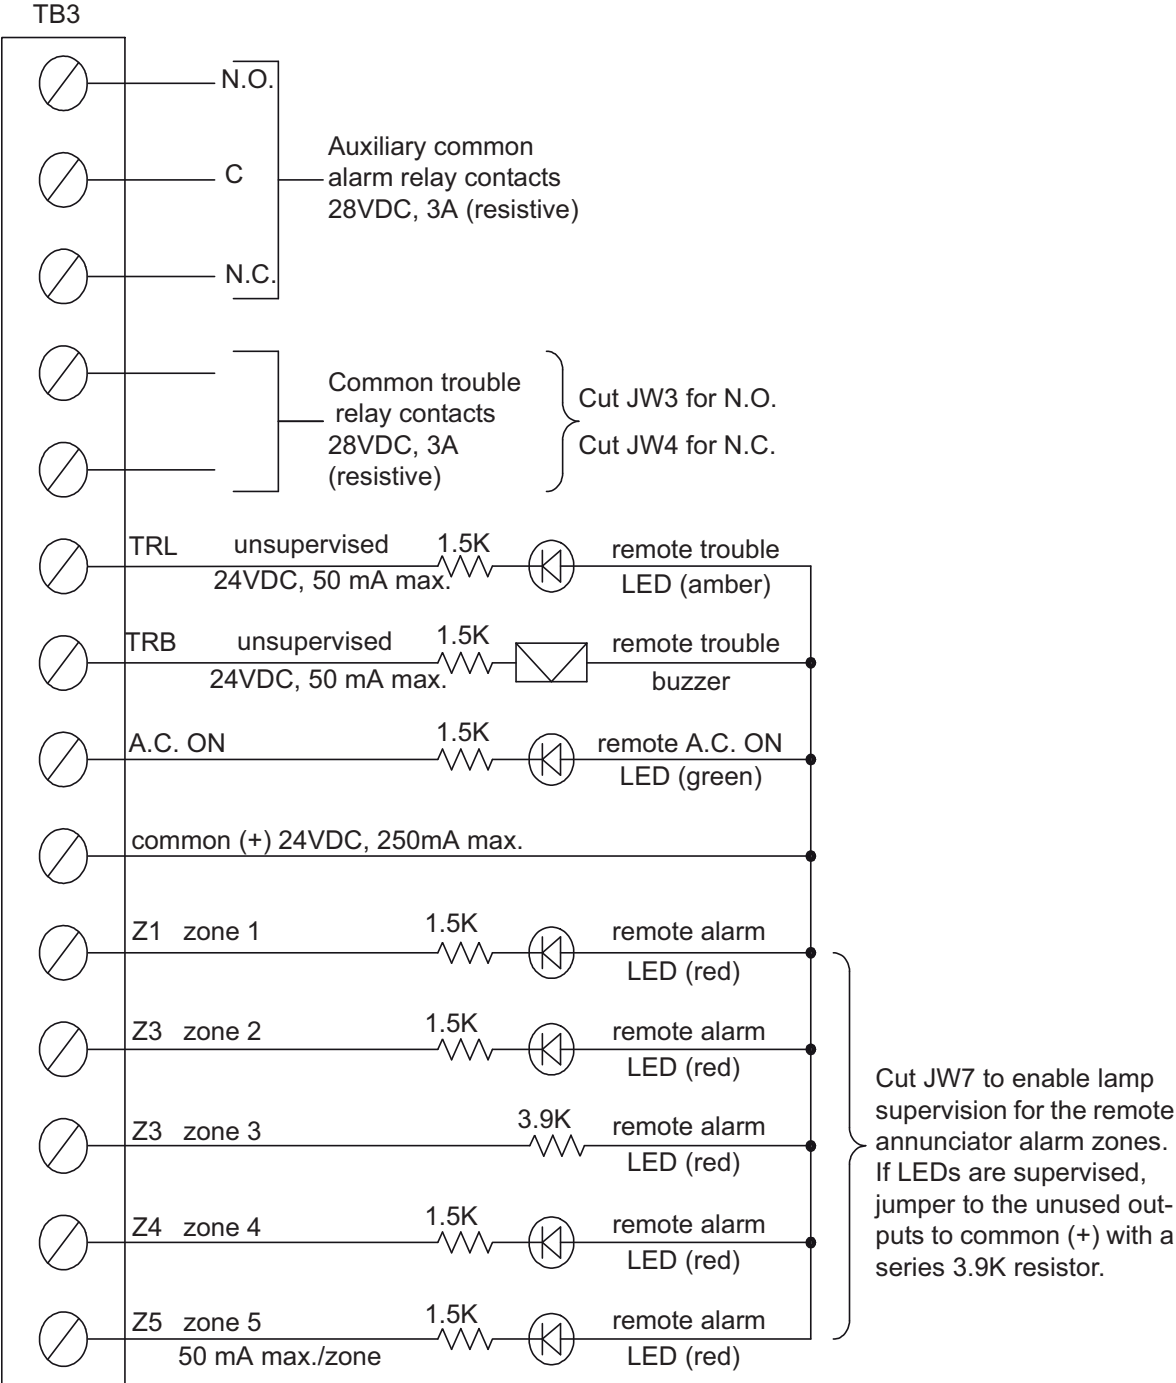 TB3
N.O.
C
N.C.
Auxiliary common
alarm relay contacts
28VDC, 3A (resistive)
Common trouble
relay contacts
28VDC, 3A
(resistive)
Cut JW3 for N.O.
Cut JW4 for N.C.
TRL unsupervised 1.5K remote trouble
24VDC, 50 mA max. LED (amber)
TRB unsupervised 1.5K remote trouble
24VDC, 50 mA max. buzzer
A.C. ON 1.5K remote A.C. ON
LED (green)
common (+) 24VDC, 250mA max.
Z1 zone 1 1.5K remote alarm
LED (red)
Z3 zone 2 1.5K remote alarm
LED (red)
Z3 zone 3 3.9K remote alarm
LED (red)
Z4 zone 4 1.5K remote alarm
LED (red)
Z5 zone 5 1.5K remote alarm
50 mA max./zone LED (red)
Cut JW7 to enable lamp
supervision for the remote
annunciator alarm zones.
If LEDs are supervised,
jumper to the unused out-
puts to common (+) with a
series 3.9K resistor.